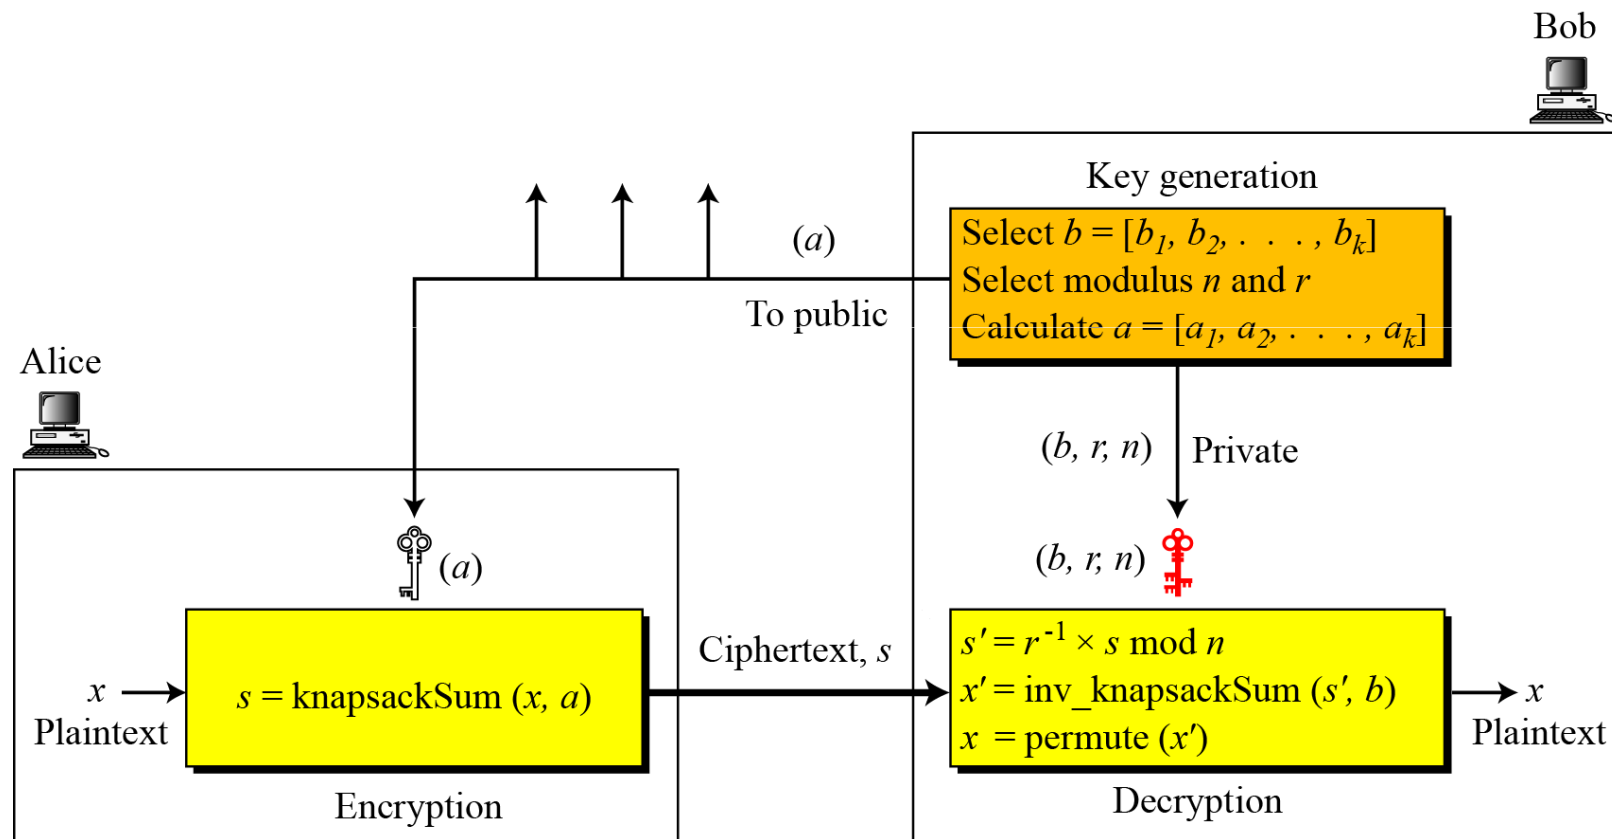 Bob
Key generation
Select b = [b1, b2, . . . , bk]
Select modulus n and r
Calculate a = [a1, a2, . . . , ak]
(a)
To public
Alice
(b, r, n) Private
(a)
(b, r, n)
x
Plaintext
s = knapsackSum (x, a)
Encryption
Ciphertext, s
s′ = r⁻¹ × s mod n
x′ = inv_knapsackSum (s′, b)
x = permute (x′)
Decryption
x
Plaintext